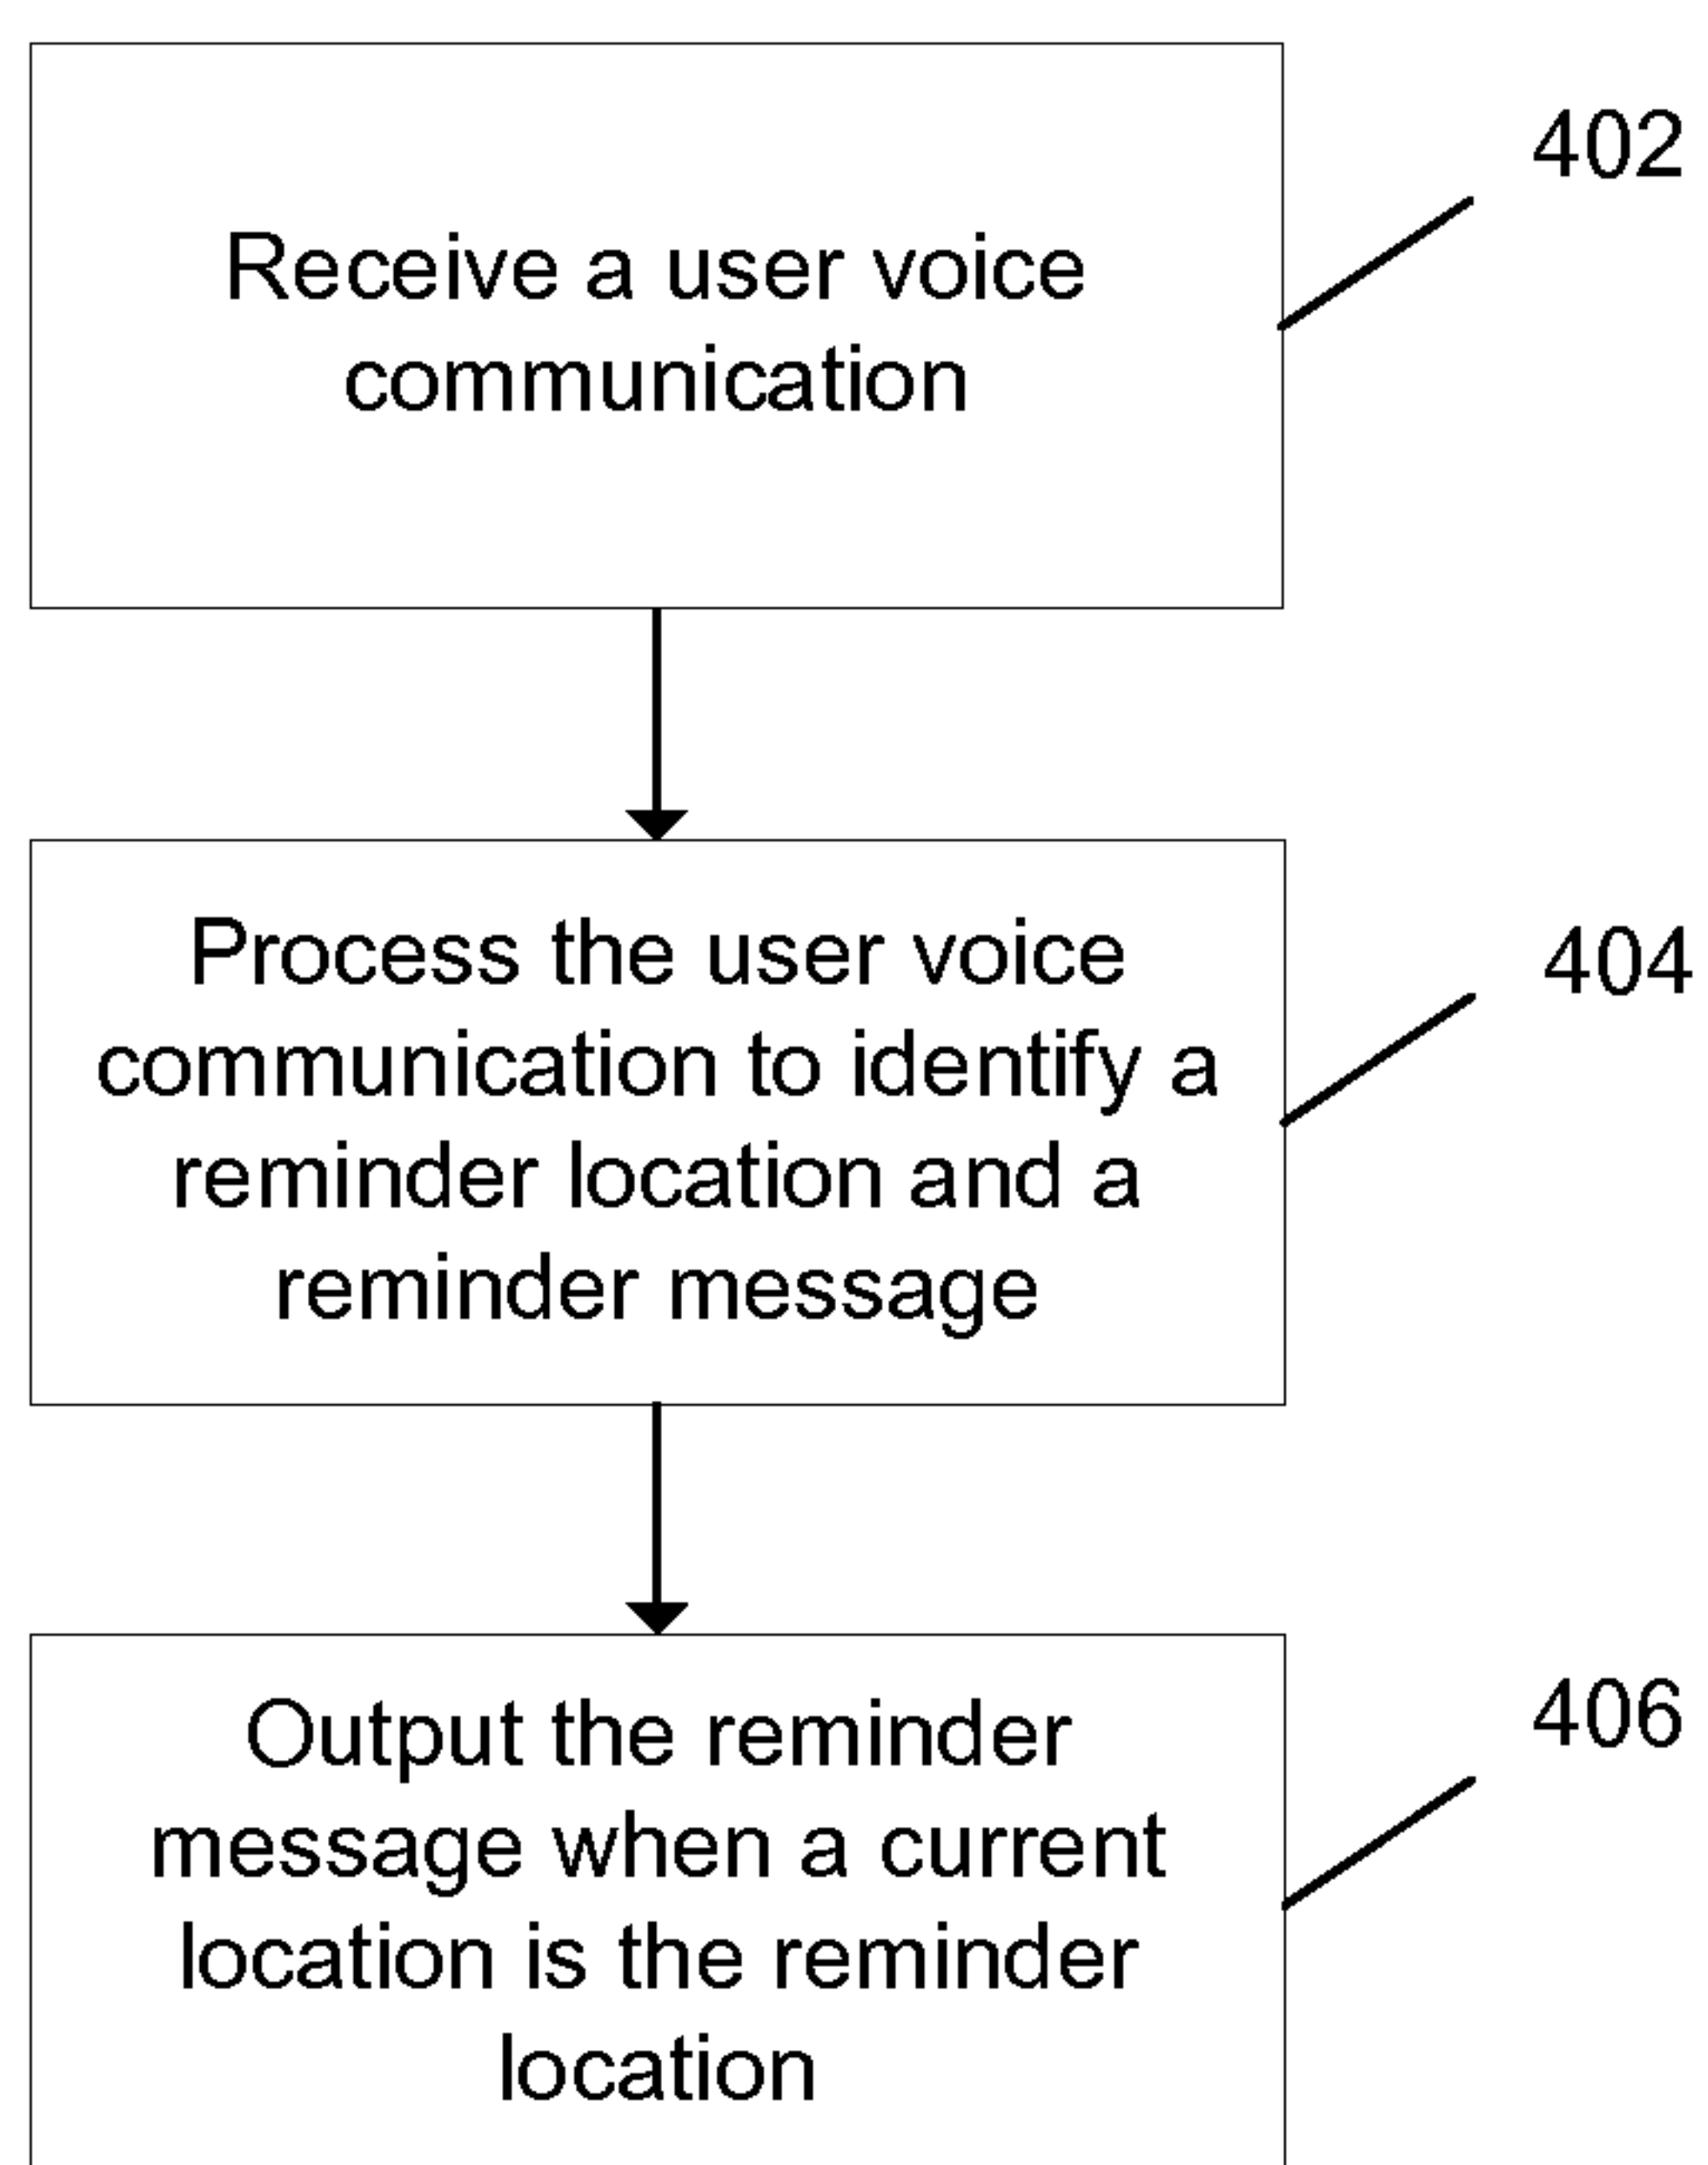 402
Receive a user voice
communication
Process the user voice
communication to identify a
reminder location and a
reminder message
404
Output the reminder
message when a current
location is the reminder
location
406